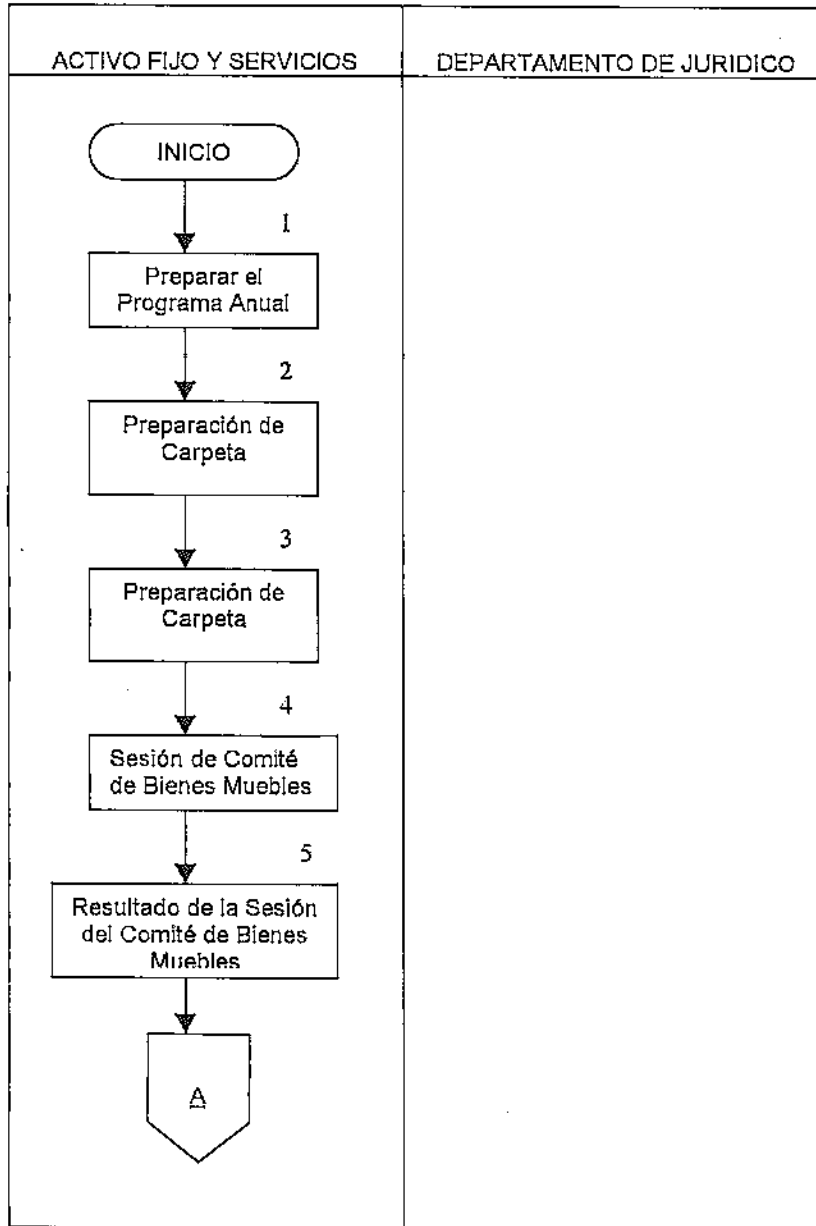 ACTIVO FIJO Y SERVICIOS
DEPARTAMENTO DE JURIDICO
INICIO
1
Preparar el
Programa Anual
2
Preparación de
Carpeta
3
Preparación de
Carpeta
4
Sesión de Comité
de Bienes Muebles
5
Resultado de la Sesión
del Comité de Bienes
Muebles
A